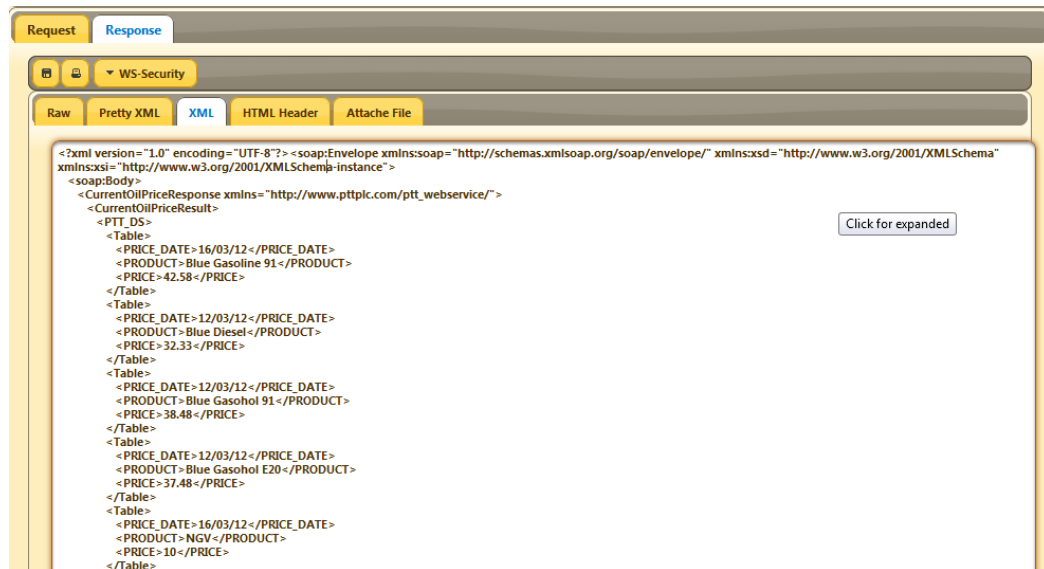 Request Response
WS-Security
Raw Pretty XML XML HTML Header Attache File
<?xml version="1.0" encoding="UTF-8"?><soap:Envelope xmlns:soap="http://schemas.xmlsoap.org/soap/envelope/" xmlns:xsd="http://www.w3.org/2001/XMLSchema"
xmlns:xsi="http://www.w3.org/2001/XMLSchema-instance">
<soap:Body>
<CurrentOilPriceResponse xmlns="http://www.pttplc.com/ptt_webservice/">
<CurrentOilPriceResult>
<PTT_DS>
Click for expanded
<Table>
<PRICE_DATE>16/03/12</PRICE_DATE>
<PRODUCT>Blue Gasoline 91</PRODUCT>
<PRICE>42.58</PRICE>
</Table>
<Table>
<PRICE_DATE>12/03/12</PRICE_DATE>
<PRODUCT>Blue Diesel</PRODUCT>
<PRICE>32.33</PRICE>
</Table>
<Table>
<PRICE_DATE>12/03/12</PRICE_DATE>
<PRODUCT>Blue Gasohol 91</PRODUCT>
<PRICE>38.48</PRICE>
</Table>
<Table>
<PRICE_DATE>12/03/12</PRICE_DATE>
<PRODUCT>Blue Gasohol E20</PRODUCT>
<PRICE>37.48</PRICE>
</Table>
<Table>
<PRICE_DATE>16/03/12</PRICE_DATE>
<PRODUCT>NGV</PRODUCT>
<PRICE>10</PRICE>
</Table>